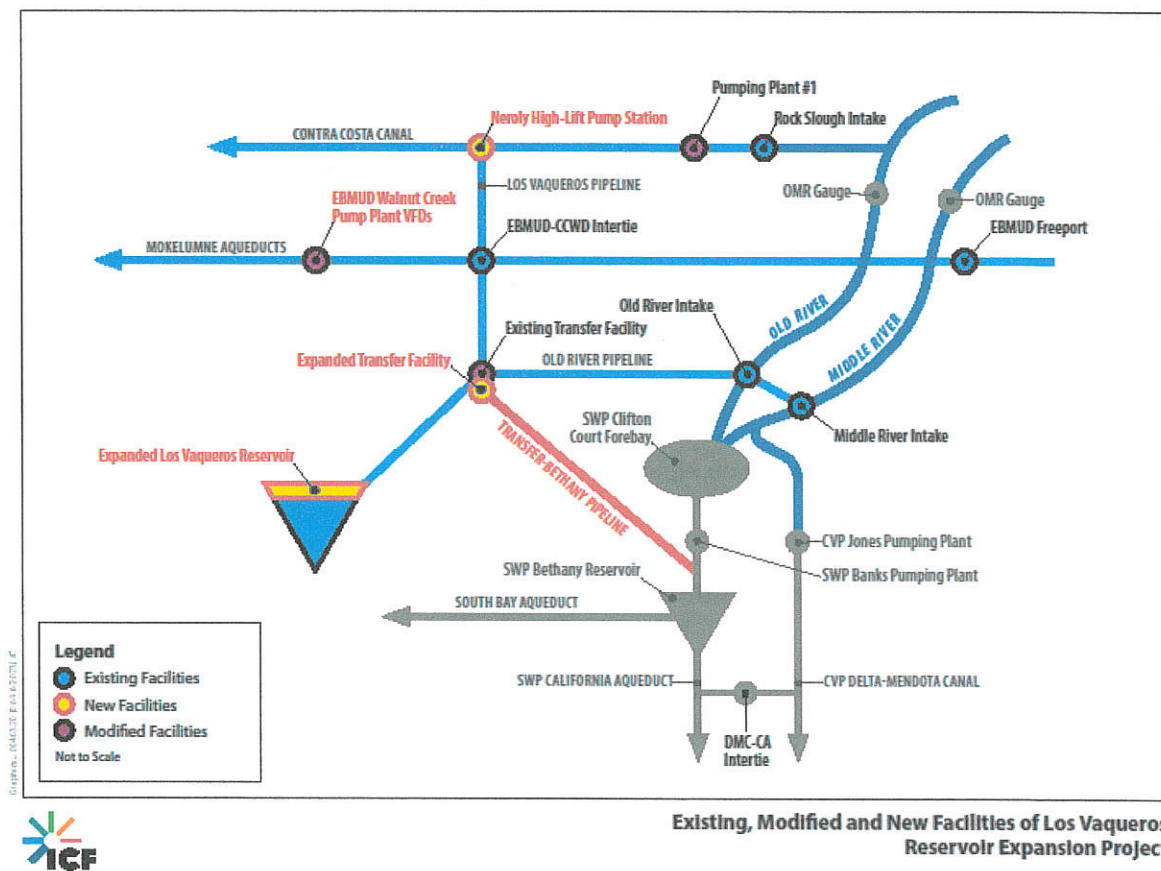 Pumping Plant #1
Neroly High-Lift Pump Station
Rock Slough Intake
CONTRA COSTA CANAL
LOS VAQUEROS PIPELINE
OMR Gauge
OMR Gauge
EBMUD Walnut Creek
Pump Plant VFDs
EBMUD-CCWD Intertie
EBMUD Freeport
MOKELUMNE AQUEDUCTS
Old River Intake
OLD RIVER
MIDDLE RIVER
Existing Transfer Facility
Expanded Transfer Facility
OLD RIVER PIPELINE
SWP Clifton
Court Forebay
Middle River Intake
Expanded Los Vaqueros Reservoir
TRANSFER-BETHANY PIPELINE
CVP Jones Pumping Plant
SWP Bethany Reservoir
SWP Banks Pumping Plant
SOUTH BAY AQUEDUCT
SWP CALIFORNIA AQUEDUCT
CVP DELTA-MENDOTA CANAL
DMC-CA
Intertie
Legend
Existing Facilities
New Facilities
Modified Facilities
Not to Scale
ICF
Existing, Modified and New Facilities of Los Vaqueros
Reservoir Expansion Project